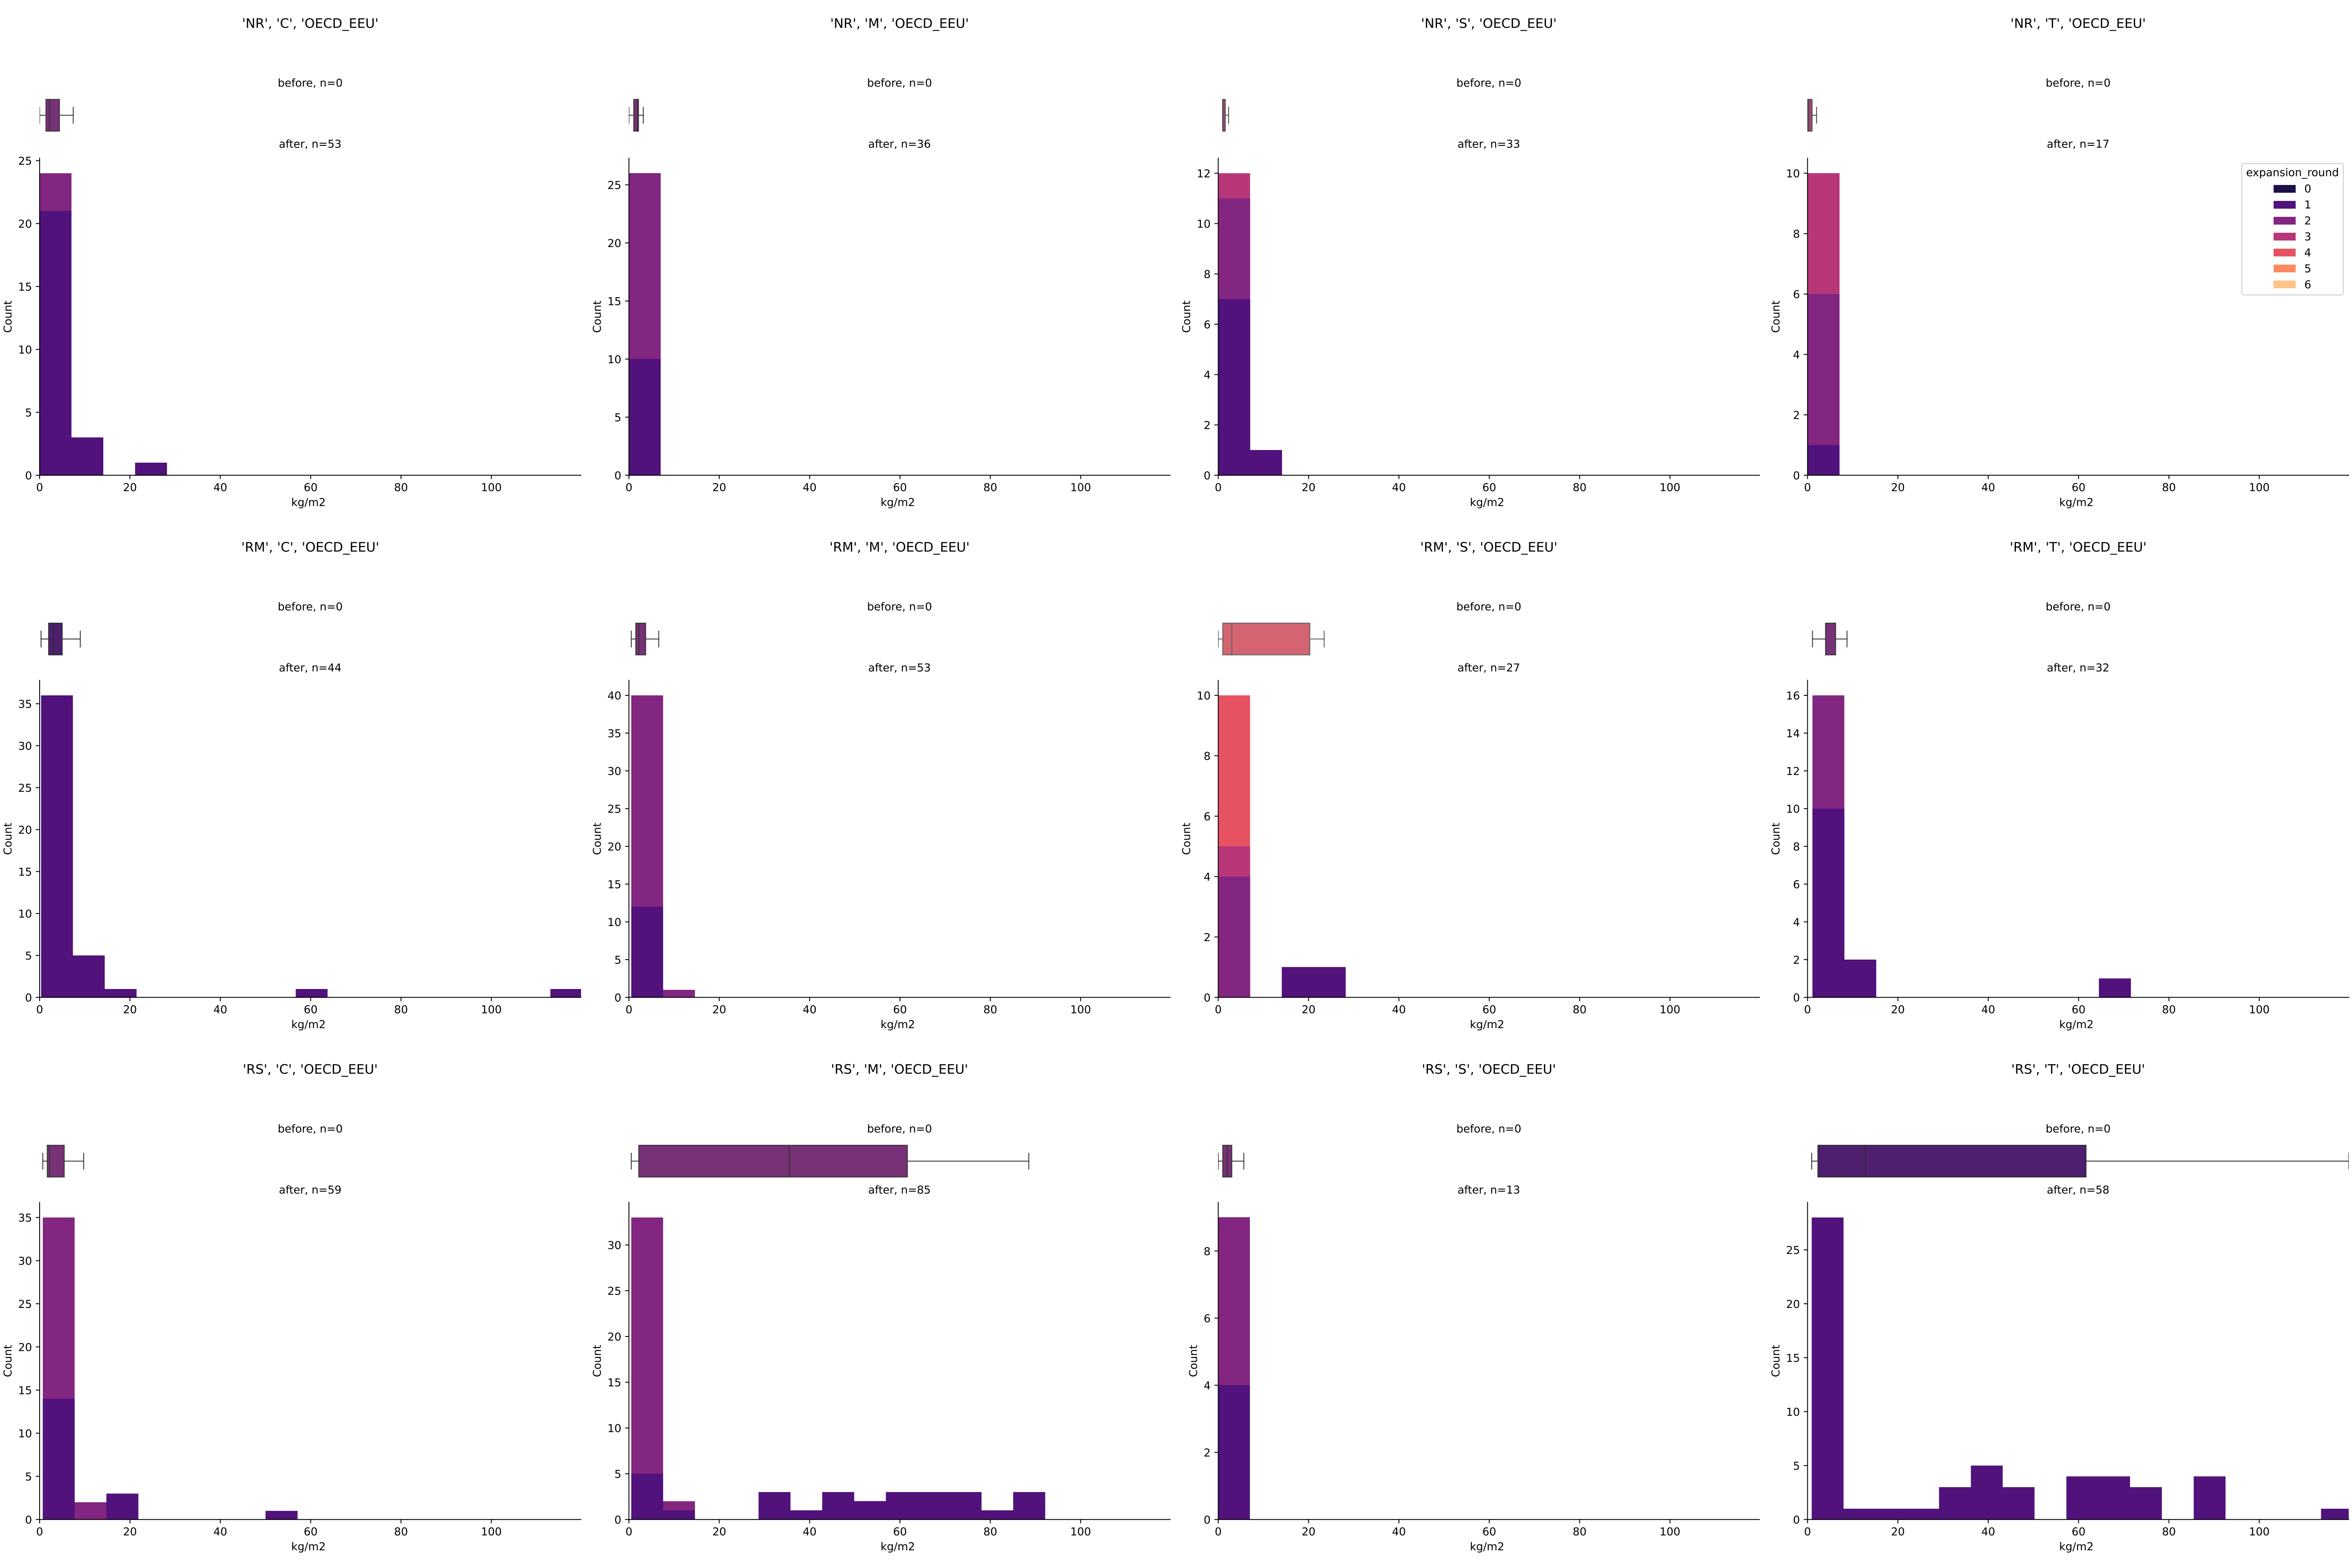 'NR', 'C', 'OECD_EEU'
before, n=0
after, n=53
25
20
15
10
5
0
Count
0 20 40 60 80 100
kg/m2
'NR', 'M', 'OECD_EEU'
before, n=0
after, n=36
25
20
15
10
5
0
Count
0 20 40 60 80 100
kg/m2
'NR', 'S', 'OECD_EEU'
before, n=0
after, n=33
12
10
8
6
4
2
0
Count
0 20 40 60 80 100
kg/m2
'NR', 'T', 'OECD_EEU'
before, n=0
after, n=17
10
8
6
4
2
0
Count
expansion_round
0
1
2
3
4
5
6
0 20 40 60 80 100
kg/m2
'RM', 'C', 'OECD_EEU'
before, n=0
after, n=44
35
30
25
20
15
10
5
0
Count
0 20 40 60 80 100
kg/m2
'RM', 'M', 'OECD_EEU'
before, n=0
after, n=53
40
35
30
25
20
15
10
5
0
Count
0 20 40 60 80 100
kg/m2
'RM', 'S', 'OECD_EEU'
before, n=0
after, n=27
10
8
6
4
2
0
Count
0 20 40 60 80 100
kg/m2
'RM', 'T', 'OECD_EEU'
before, n=0
after, n=32
16
14
12
10
8
6
4
2
0
Count
0 20 40 60 80 100
kg/m2
'RS', 'C', 'OECD_EEU'
before, n=0
after, n=59
35
30
25
20
15
10
5
0
Count
0 20 40 60 80 100
kg/m2
'RS', 'M', 'OECD_EEU'
before, n=0
after, n=85
30
25
20
15
10
5
0
Count
0 20 40 60 80 100
kg/m2
'RS', 'S', 'OECD_EEU'
before, n=0
after, n=13
8
6
4
2
0
Count
0 20 40 60 80 100
kg/m2
'RS', 'T', 'OECD_EEU'
before, n=0
after, n=58
25
20
15
10
5
0
Count
0 20 40 60 80 100
kg/m2